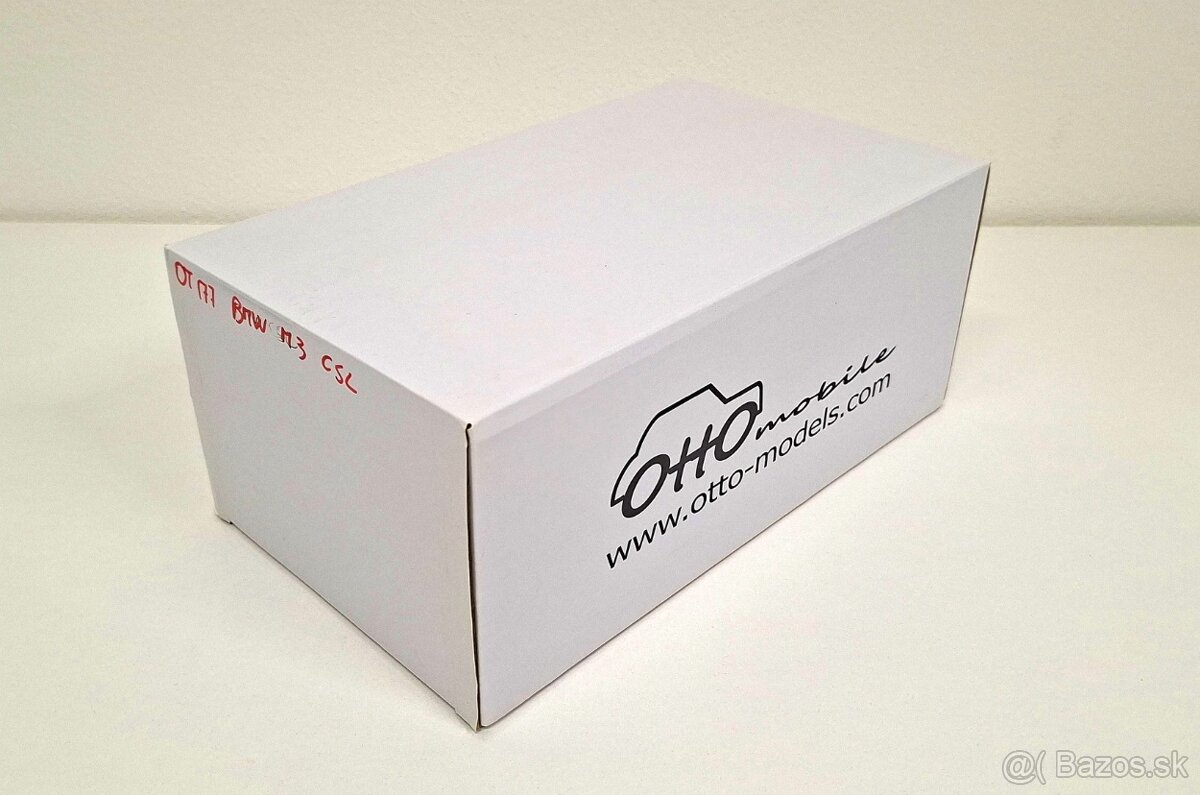 OT177 BMW M3 CSL
OTTOmobile
www.otto-models.com
@( Bazos.sk